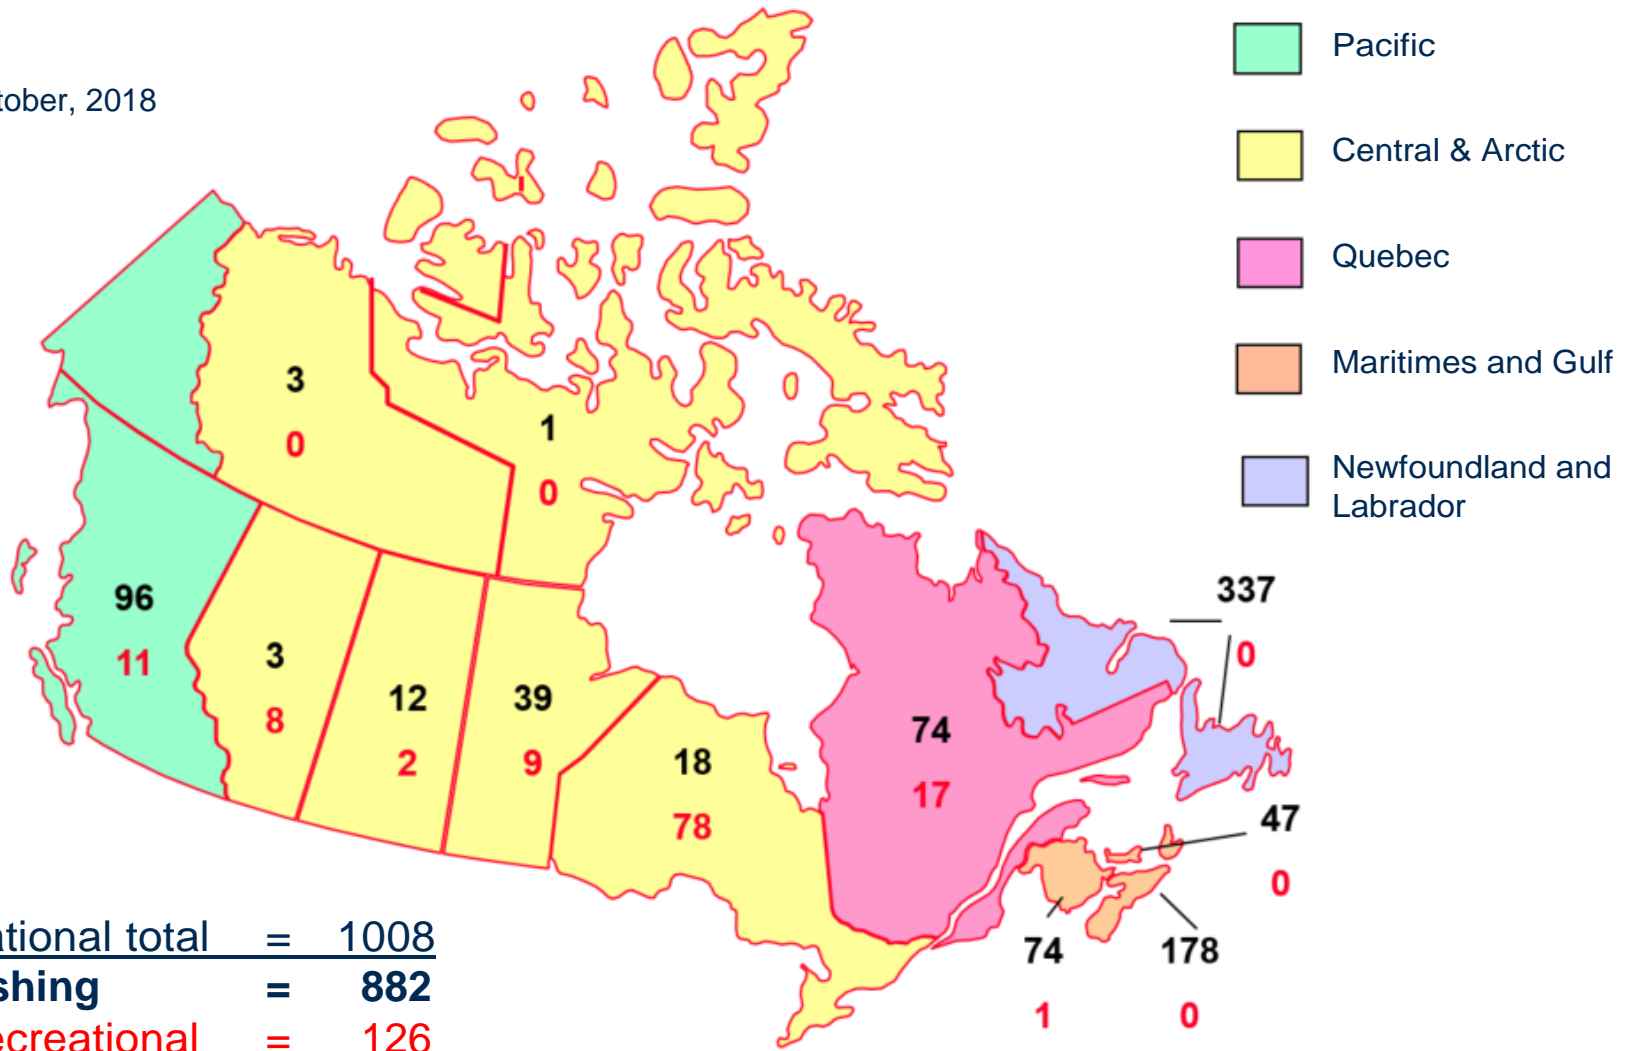 tober, 2018
Pacific
Central & Arctic
Quebec
Maritimes and Gulf
Newfoundland and
Labrador
3
0
1
0
96
11
3
8
12
2
39
9
18
78
74
17
337
0
47
0
74
1
178
0
ational total = 1008
shing = 882
ecreational = 126